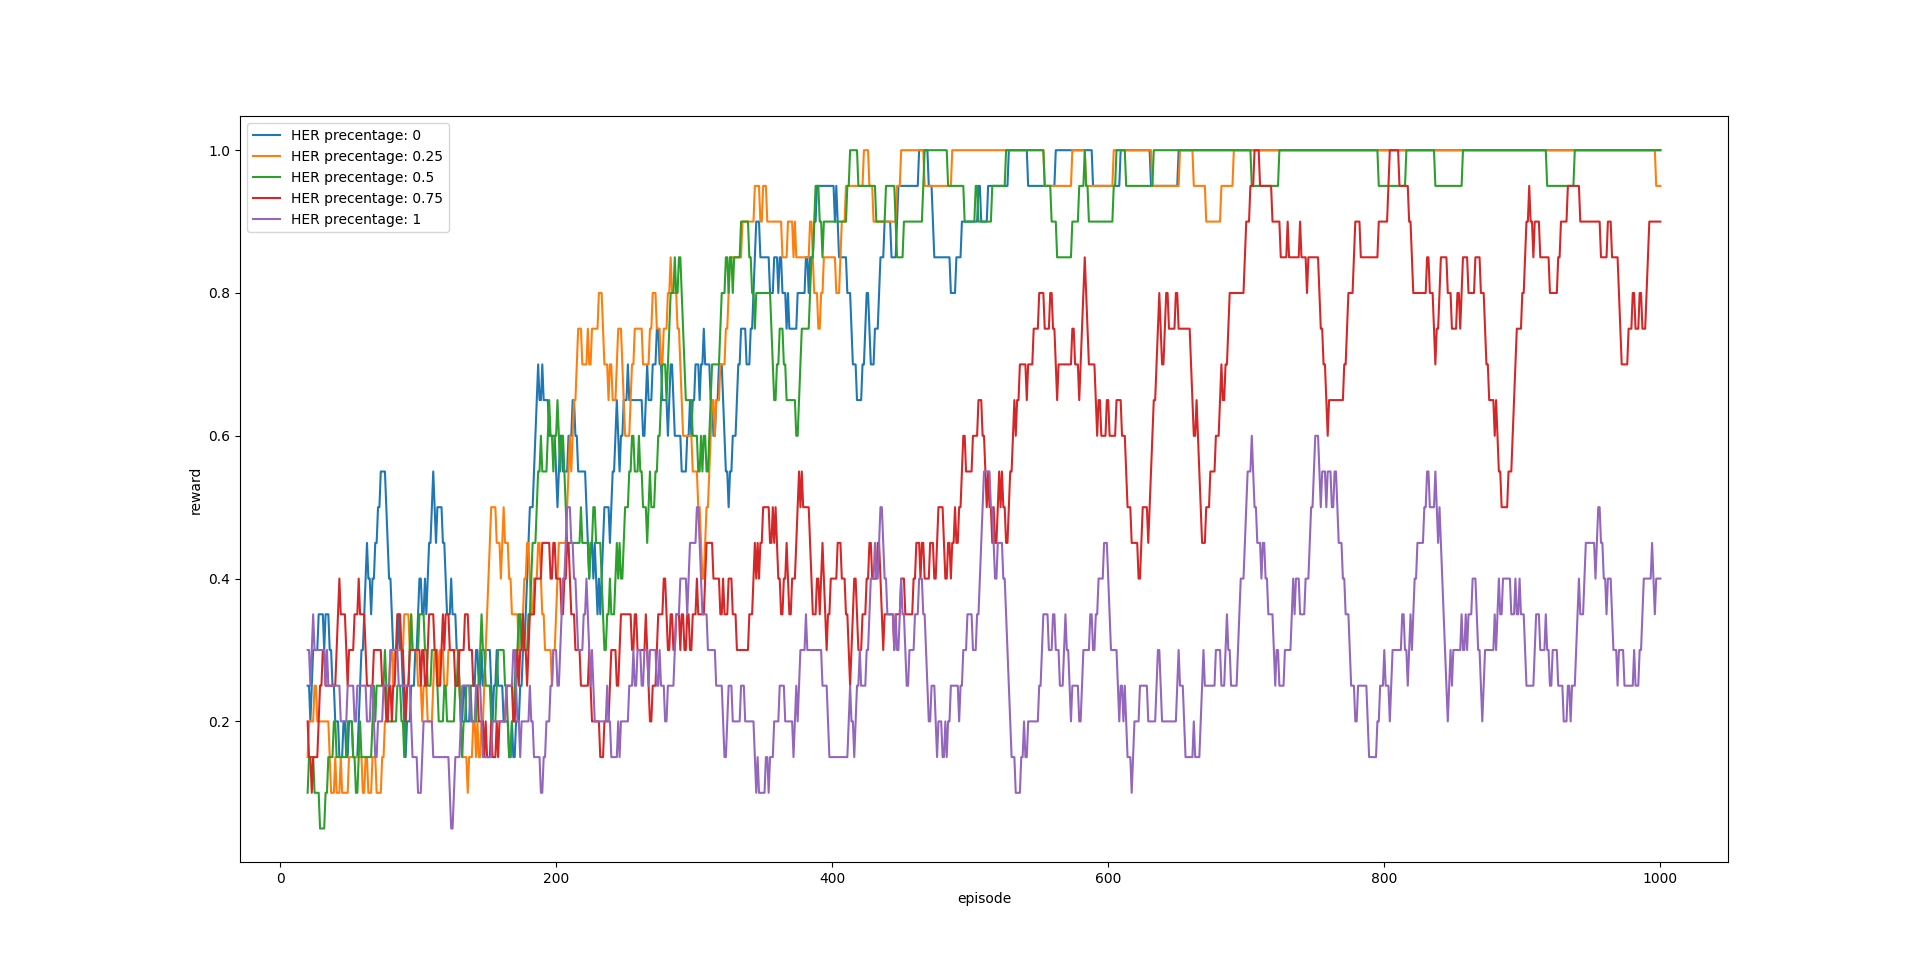 HER precentage: 0
HER precentage: 0.25
HER precentage: 0.5
HER precentage: 0.75
HER precentage: 1
1.0
0.8
0.6
0.4
0.2
reward
0 200 400 600 800 1000
episode